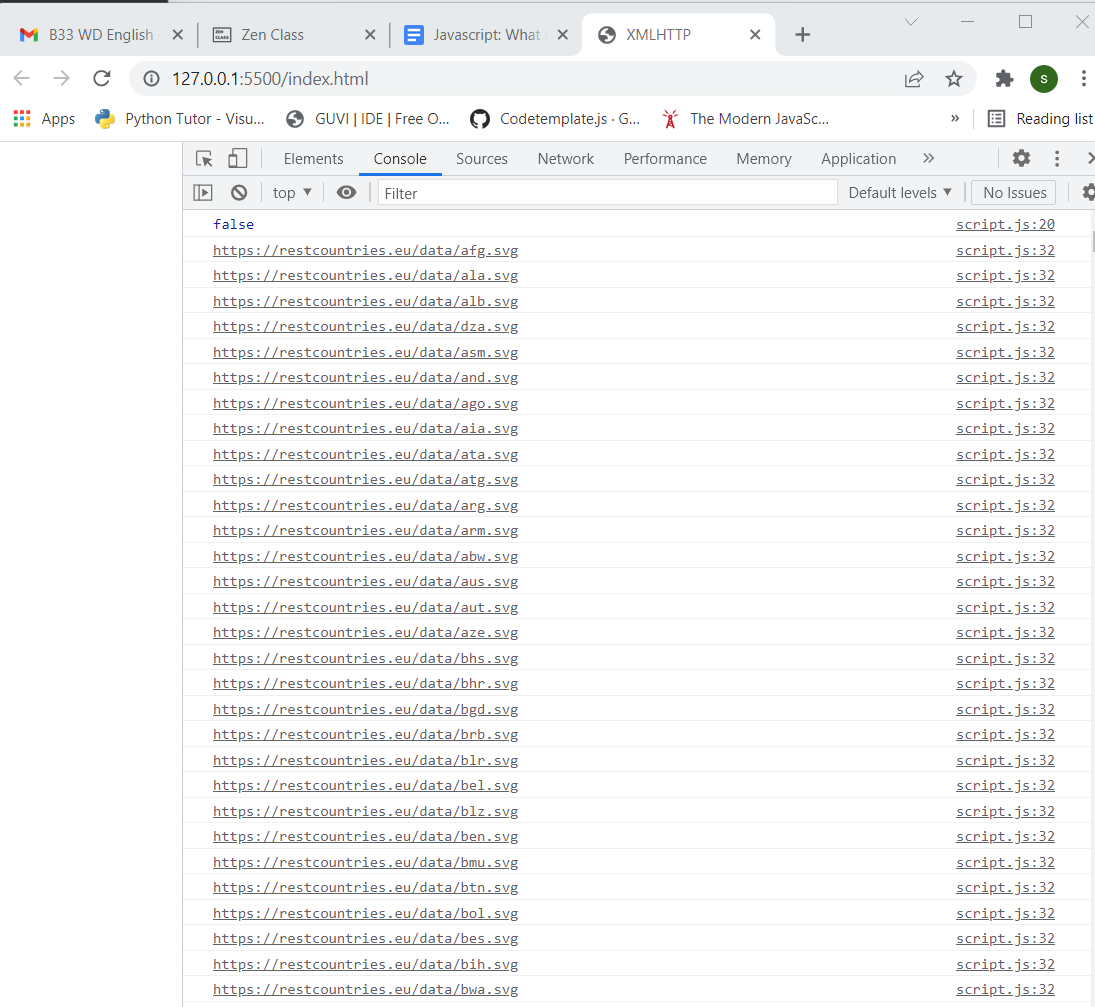 B33 WD English Zen Class Javascript: What XMLHTTP
127.0.0.1:5500/index.html S
Apps Python Tutor - Visu... GUVI | IDE | Free O... Codetemplate.js · G... The Modern JavaSc... » Reading list
Elements Console Sources Network Performance Memory Application »
top Filter Default levels No Issues
false script.js:20
https://restcountries.eu/data/afg.svg script.js:32
https://restcountries.eu/data/ala.svg script.js:32
https://restcountries.eu/data/alb.svg script.js:32
https://restcountries.eu/data/dza.svg script.js:32
https://restcountries.eu/data/asm.svg script.js:32
https://restcountries.eu/data/and.svg script.js:32
https://restcountries.eu/data/ago.svg script.js:32
https://restcountries.eu/data/aia.svg script.js:32
https://restcountries.eu/data/ata.svg script.js:32
https://restcountries.eu/data/atg.svg script.js:32
https://restcountries.eu/data/arg.svg script.js:32
https://restcountries.eu/data/arm.svg script.js:32
https://restcountries.eu/data/abw.svg script.js:32
https://restcountries.eu/data/aus.svg script.js:32
https://restcountries.eu/data/aut.svg script.js:32
https://restcountries.eu/data/aze.svg script.js:32
https://restcountries.eu/data/bhs.svg script.js:32
https://restcountries.eu/data/bhr.svg script.js:32
https://restcountries.eu/data/bgd.svg script.js:32
https://restcountries.eu/data/brb.svg script.js:32
https://restcountries.eu/data/blr.svg script.js:32
https://restcountries.eu/data/bel.svg script.js:32
https://restcountries.eu/data/blz.svg script.js:32
https://restcountries.eu/data/ben.svg script.js:32
https://restcountries.eu/data/bmu.svg script.js:32
https://restcountries.eu/data/btn.svg script.js:32
https://restcountries.eu/data/bol.svg script.js:32
https://restcountries.eu/data/bes.svg script.js:32
https://restcountries.eu/data/bih.svg script.js:32
https://restcountries.eu/data/bwa.svg script.js:32